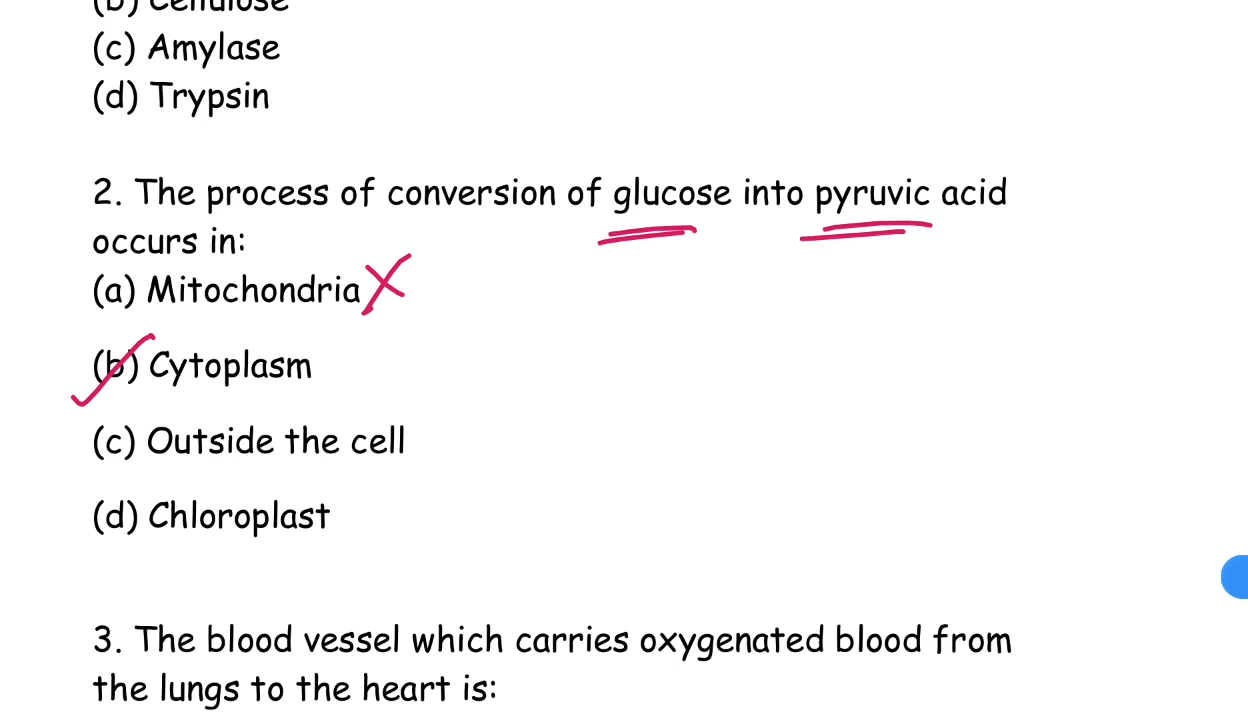 (b) Cellulose
(c) Amylase
(d) Trypsin
2. The process of conversion of glucose into pyruvic acid
occurs in:
(a) Mitochondria
(b) Cytoplasm
(c) Outside the cell
(d) Chloroplast
3. The blood vessel which carries oxygenated blood from
the lungs to the heart is: